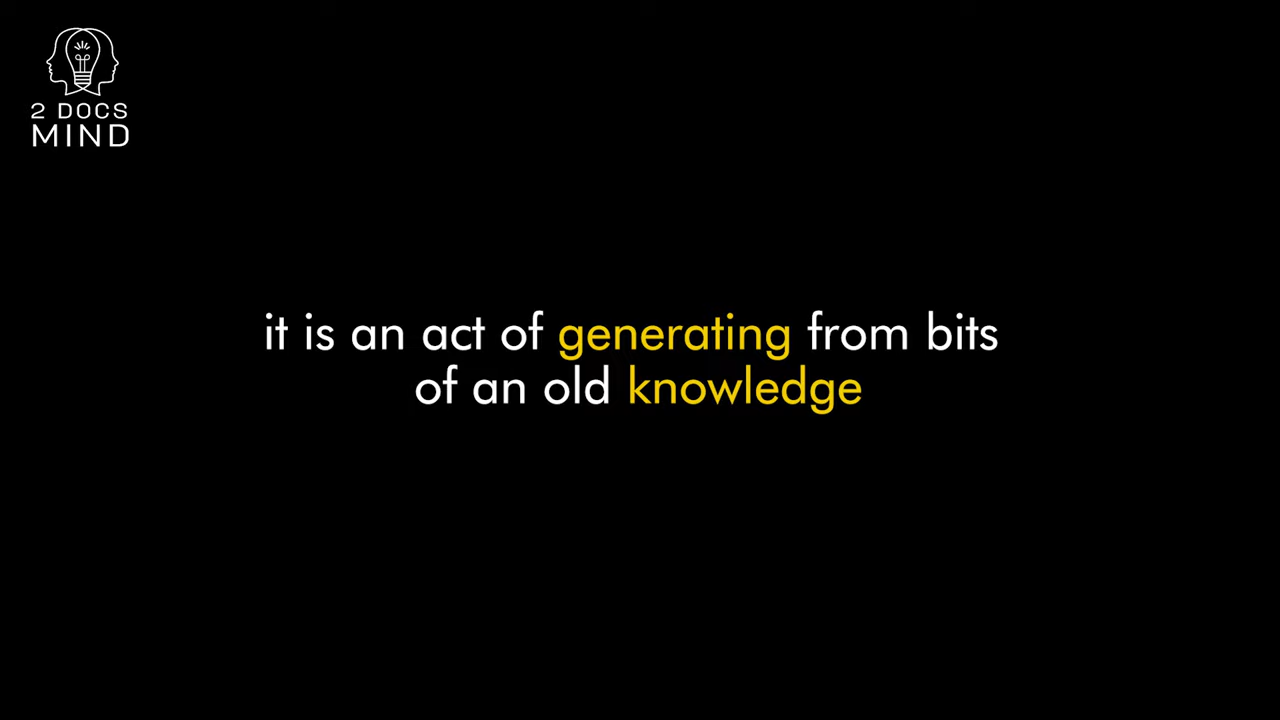 2 DOCS
MIND
it is an act of generating from bits
of an old knowledge